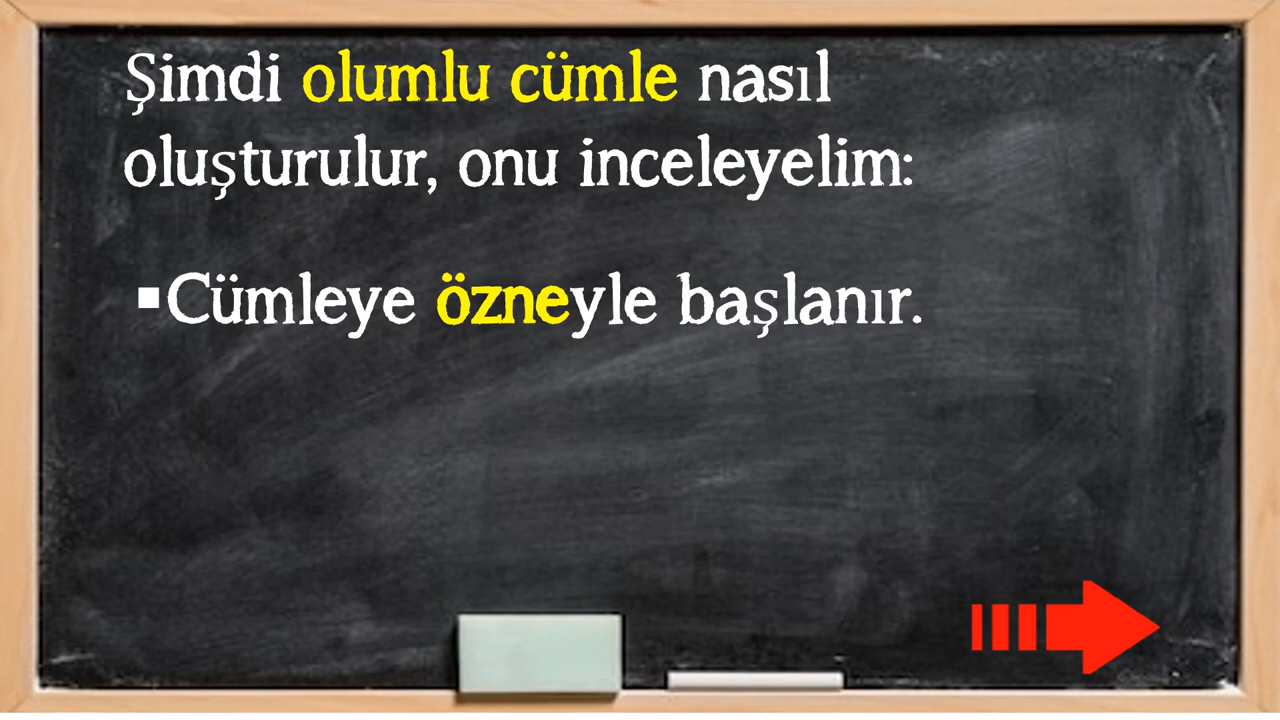 Şimdi olumlu cümle nasıl
oluşturulur, onu inceleyelim:
▪Cümleye özneyle başlanır.